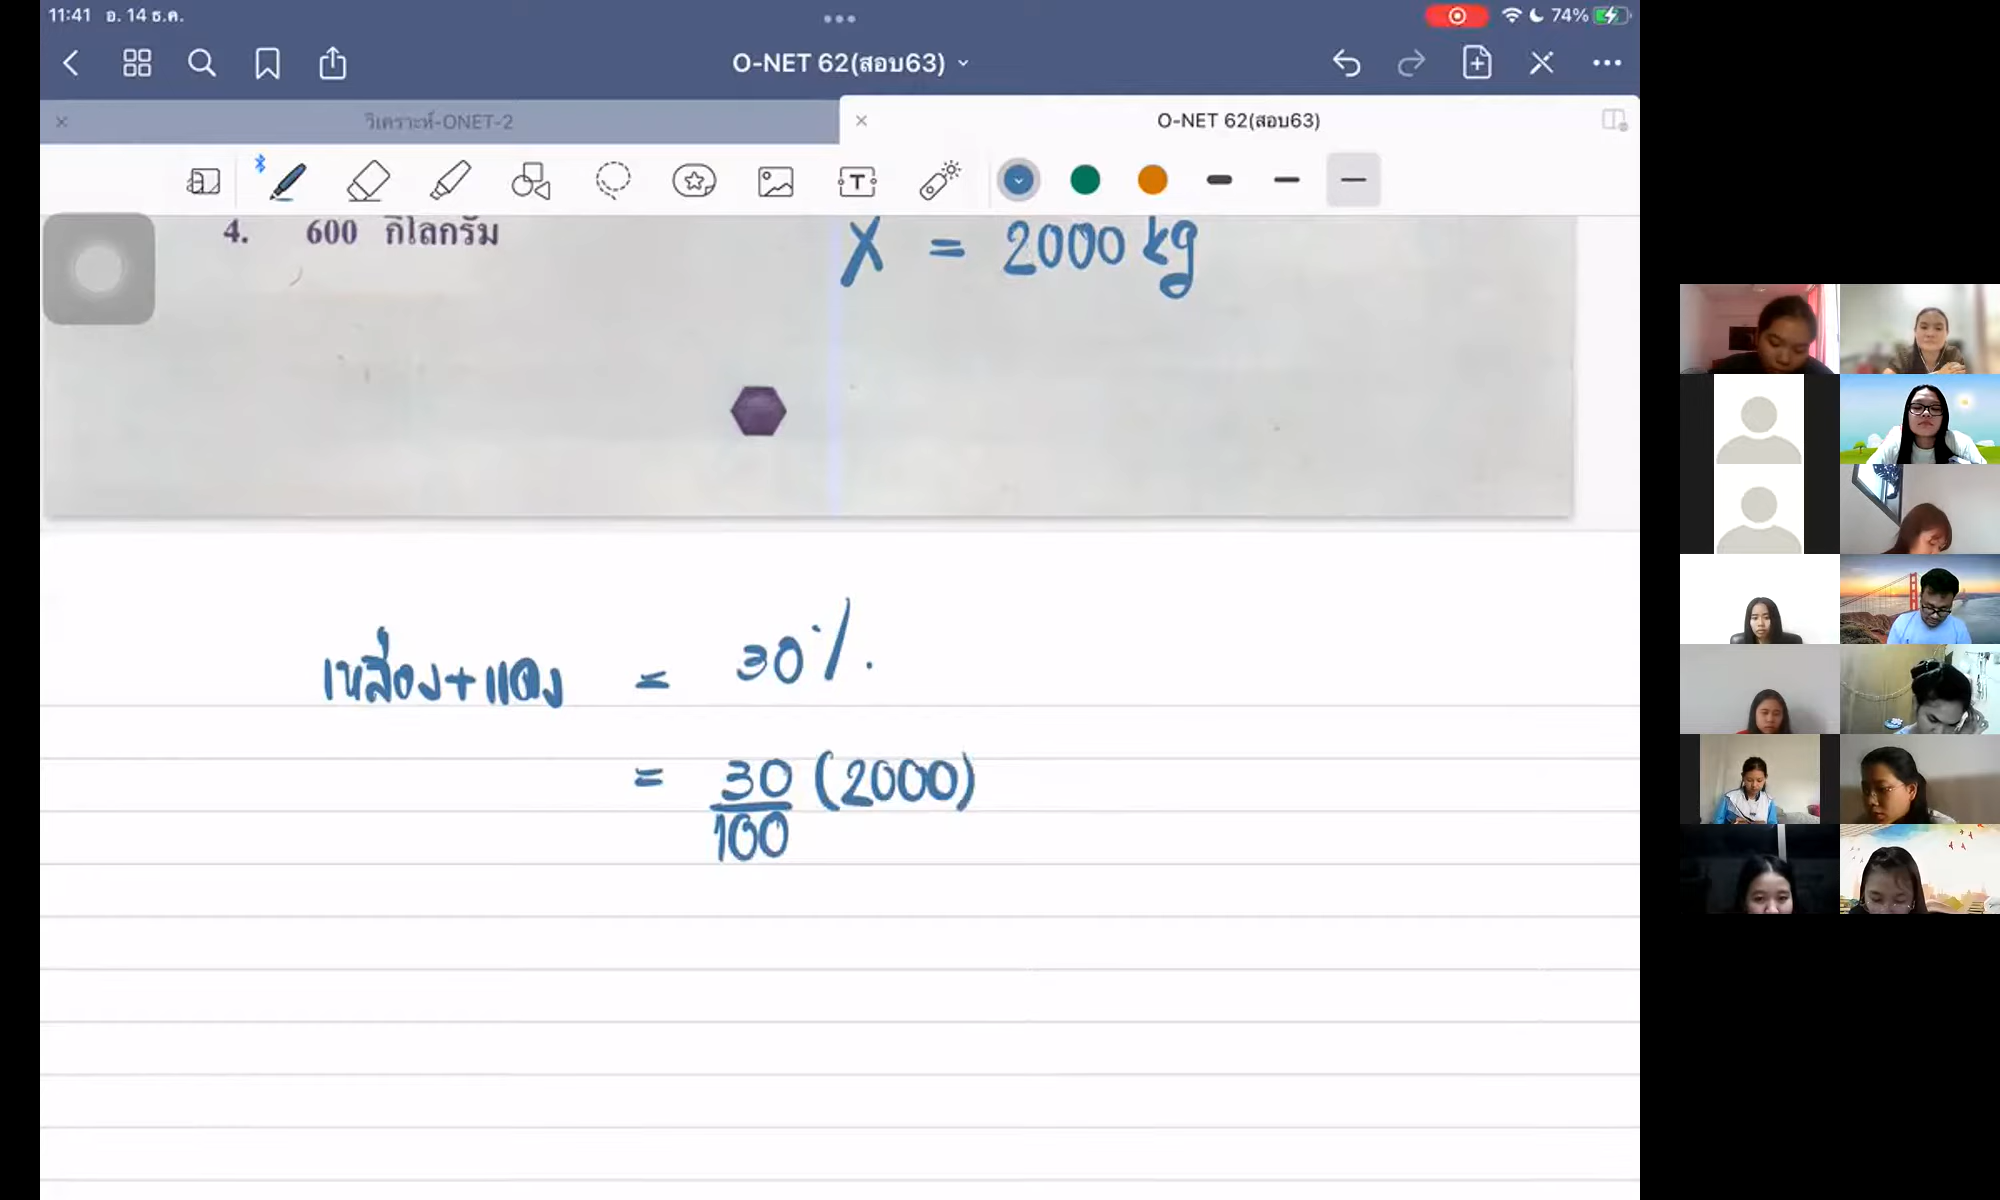 11:41 อ. 14 ธ.ค.
74%
O-NET 62(สอบ63)
วิเคราะห์-ONET-2
O-NET 62(สอบ63)
T
4. 600 กิโลกรัม
X = 2000 kg
เหลือง+แดง = 30%
= 30/100 (2000)